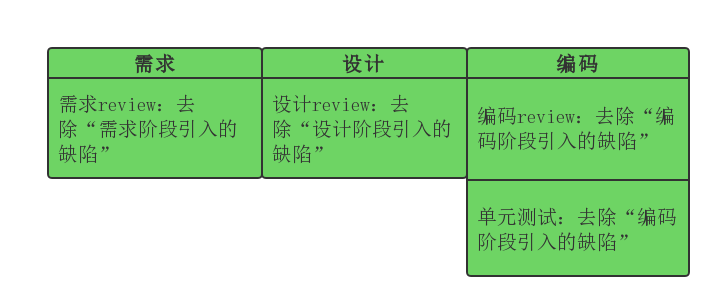 需求
需求review：去
除“需求阶段引入的
缺陷”
设计
设计review：去
除“设计阶段引入的
缺陷”
编码
编码review：去除“编
码阶段引入的缺陷”
单元测试：去除“编码
阶段引入的缺陷”